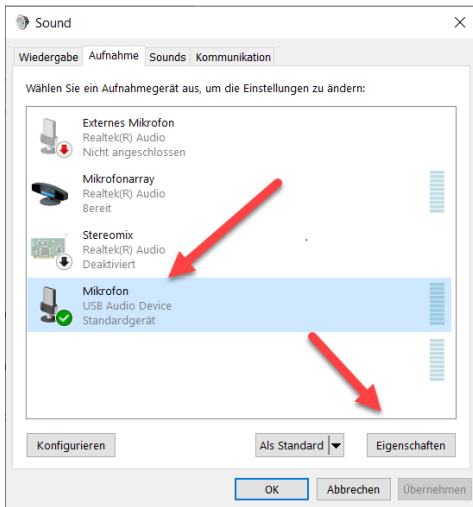 Sound
Wiedergabe Aufnahme Sounds Kommunikation
Wählen Sie ein Aufnahmegerät aus, um die Einstellungen zu ändern:
Externes Mikrofon
Realtek(R) Audio
Nicht angeschlossen
Mikrofonarray
Realtek(R) Audio
Bereit
Stereomix
Realtek(R) Audio
Deaktiviert
Mikrofon
USB Audio Device
Standardgerät
Konfigurieren Als Standard Eigenschaften
OK Abbrechen Übernehmen